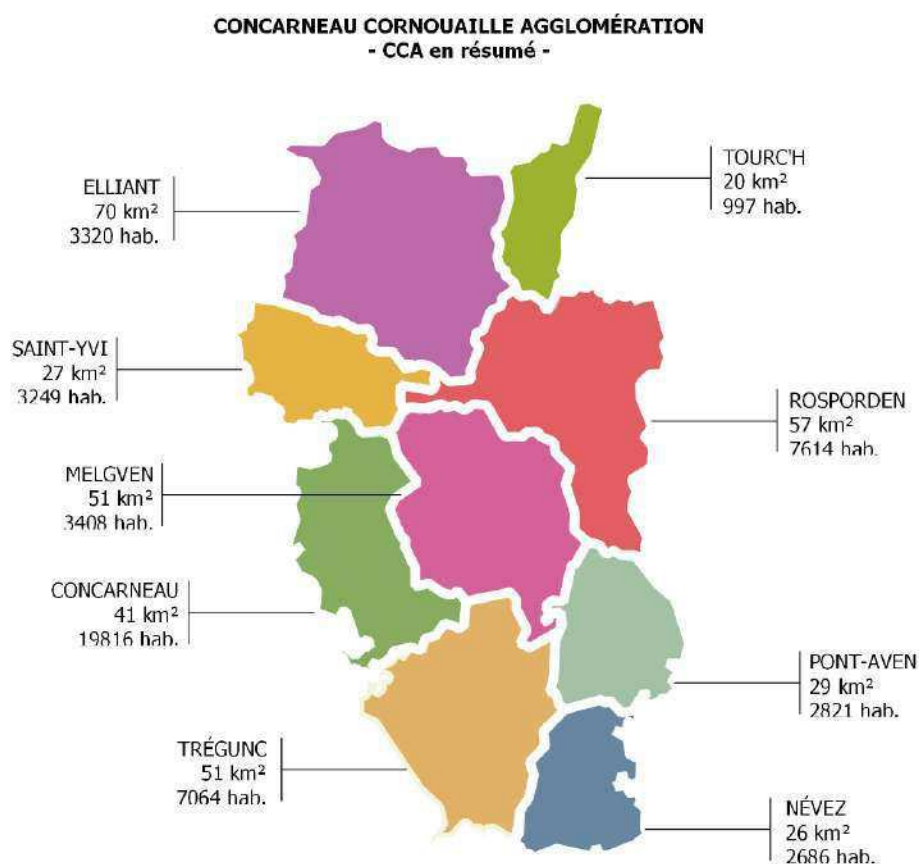 CONCARNEAU CORNOUAILLE AGGLOMÉRATION
- CCA en résumé -
TOURC'H
20 km²
997 hab.
ELLIANT
70 km²
3320 hab.
SAINT-YVI
27 km²
3249 hab.
ROSPORDEN
57 km²
7614 hab.
MELGVEN
51 km²
3408 hab.
CONCARNEAU
41 km²
19816 hab.
PONT-AVEN
29 km²
2821 hab.
TRÉGUNC
51 km²
7064 hab.
NÉVEZ
26 km²
2686 hab.